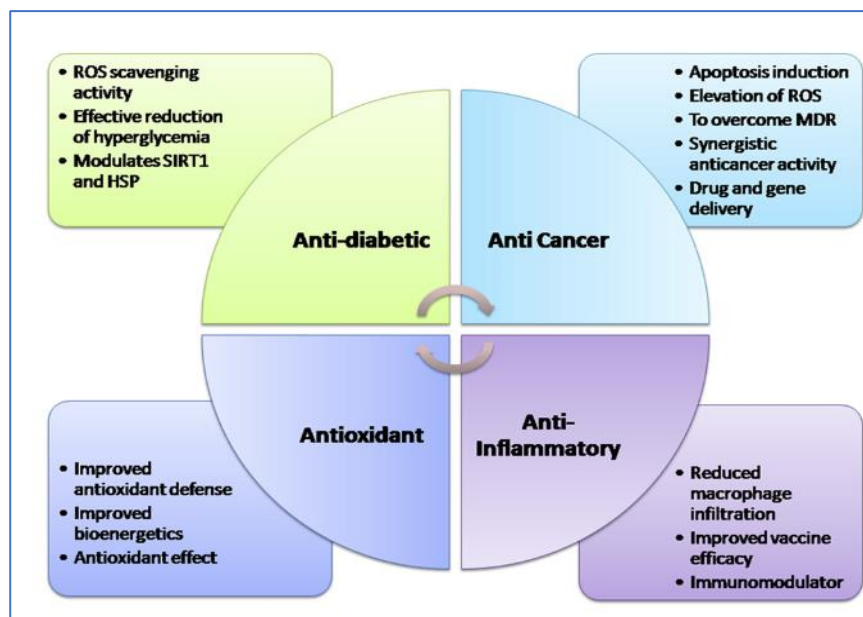 • ROS scavenging
activity
• Effective reduction
of hyperglycemia
• Modulates SIRT1
and HSP
• Apoptosis induction
• Elevation of ROS
• To overcome MDR
• Synergistic
anticancer activity
• Drug and gene
delivery
Anti-diabetic
Anti Cancer
Antioxidant
Anti-
Inflammatory
• Improved
antioxidant defense
• Improved
bioenergetics
• Antioxidant effect
• Reduced
macrophage
infiltration
• Improved vaccine
efficacy
• Immunomodulator